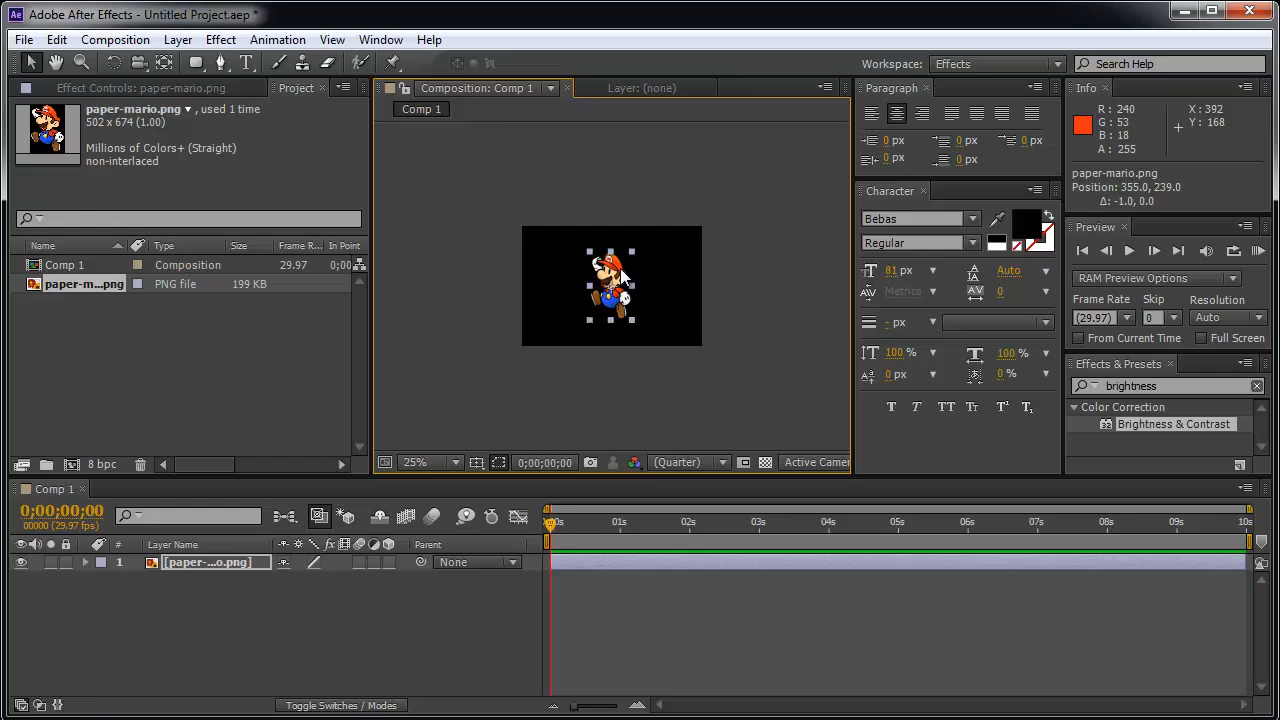 Adobe After Effects - Untitled Project.aep *
File Edit Composition Layer Effect Animation View Window Help
Workspace: Effects Search Help
Effect Controls: paper-mario.png Project
Composition: Comp 1 Layer: (none)
Comp 1
paper-mario.png, used 1 time
502 x 674 (1.00)
Millions of Colors+ (Straight)
non-interlaced
Name Type Size Frame R... In Point
Comp 1 Composition 29.97 0;00
paper-m....png PNG file 199 KB
8 bpc
25% 0;00;00;00 (Quarter) Active Camer
Paragraph
0 px 0 px 0 px
0 px 0 px
Character
Bebas
Regular
81 px Auto
Metrics 0
- px
100 % 100 %
0 px 0 %
T T TT Tt T¹ T₁
Info
R : 240 X : 392
G : 53 Y : 168
B : 18
A : 255
paper-mario.png
Position: 355.0, 239.0
Δ: -1.0, 0.0
Preview
RAM Preview Options
Frame Rate Skip Resolution
(29.97) 0 Auto
From Current Time Full Screen
Effects & Presets
brightness
Color Correction
32 Brightness & Contrast
Comp 1
0;00;00;00
00000 (29.97 fps)
:00s 01s 02s 03s 04s 05s 06s 07s 08s 09s 10s
# Layer Name fx Parent
1 [paper-...o.png] None
Toggle Switches / Modes